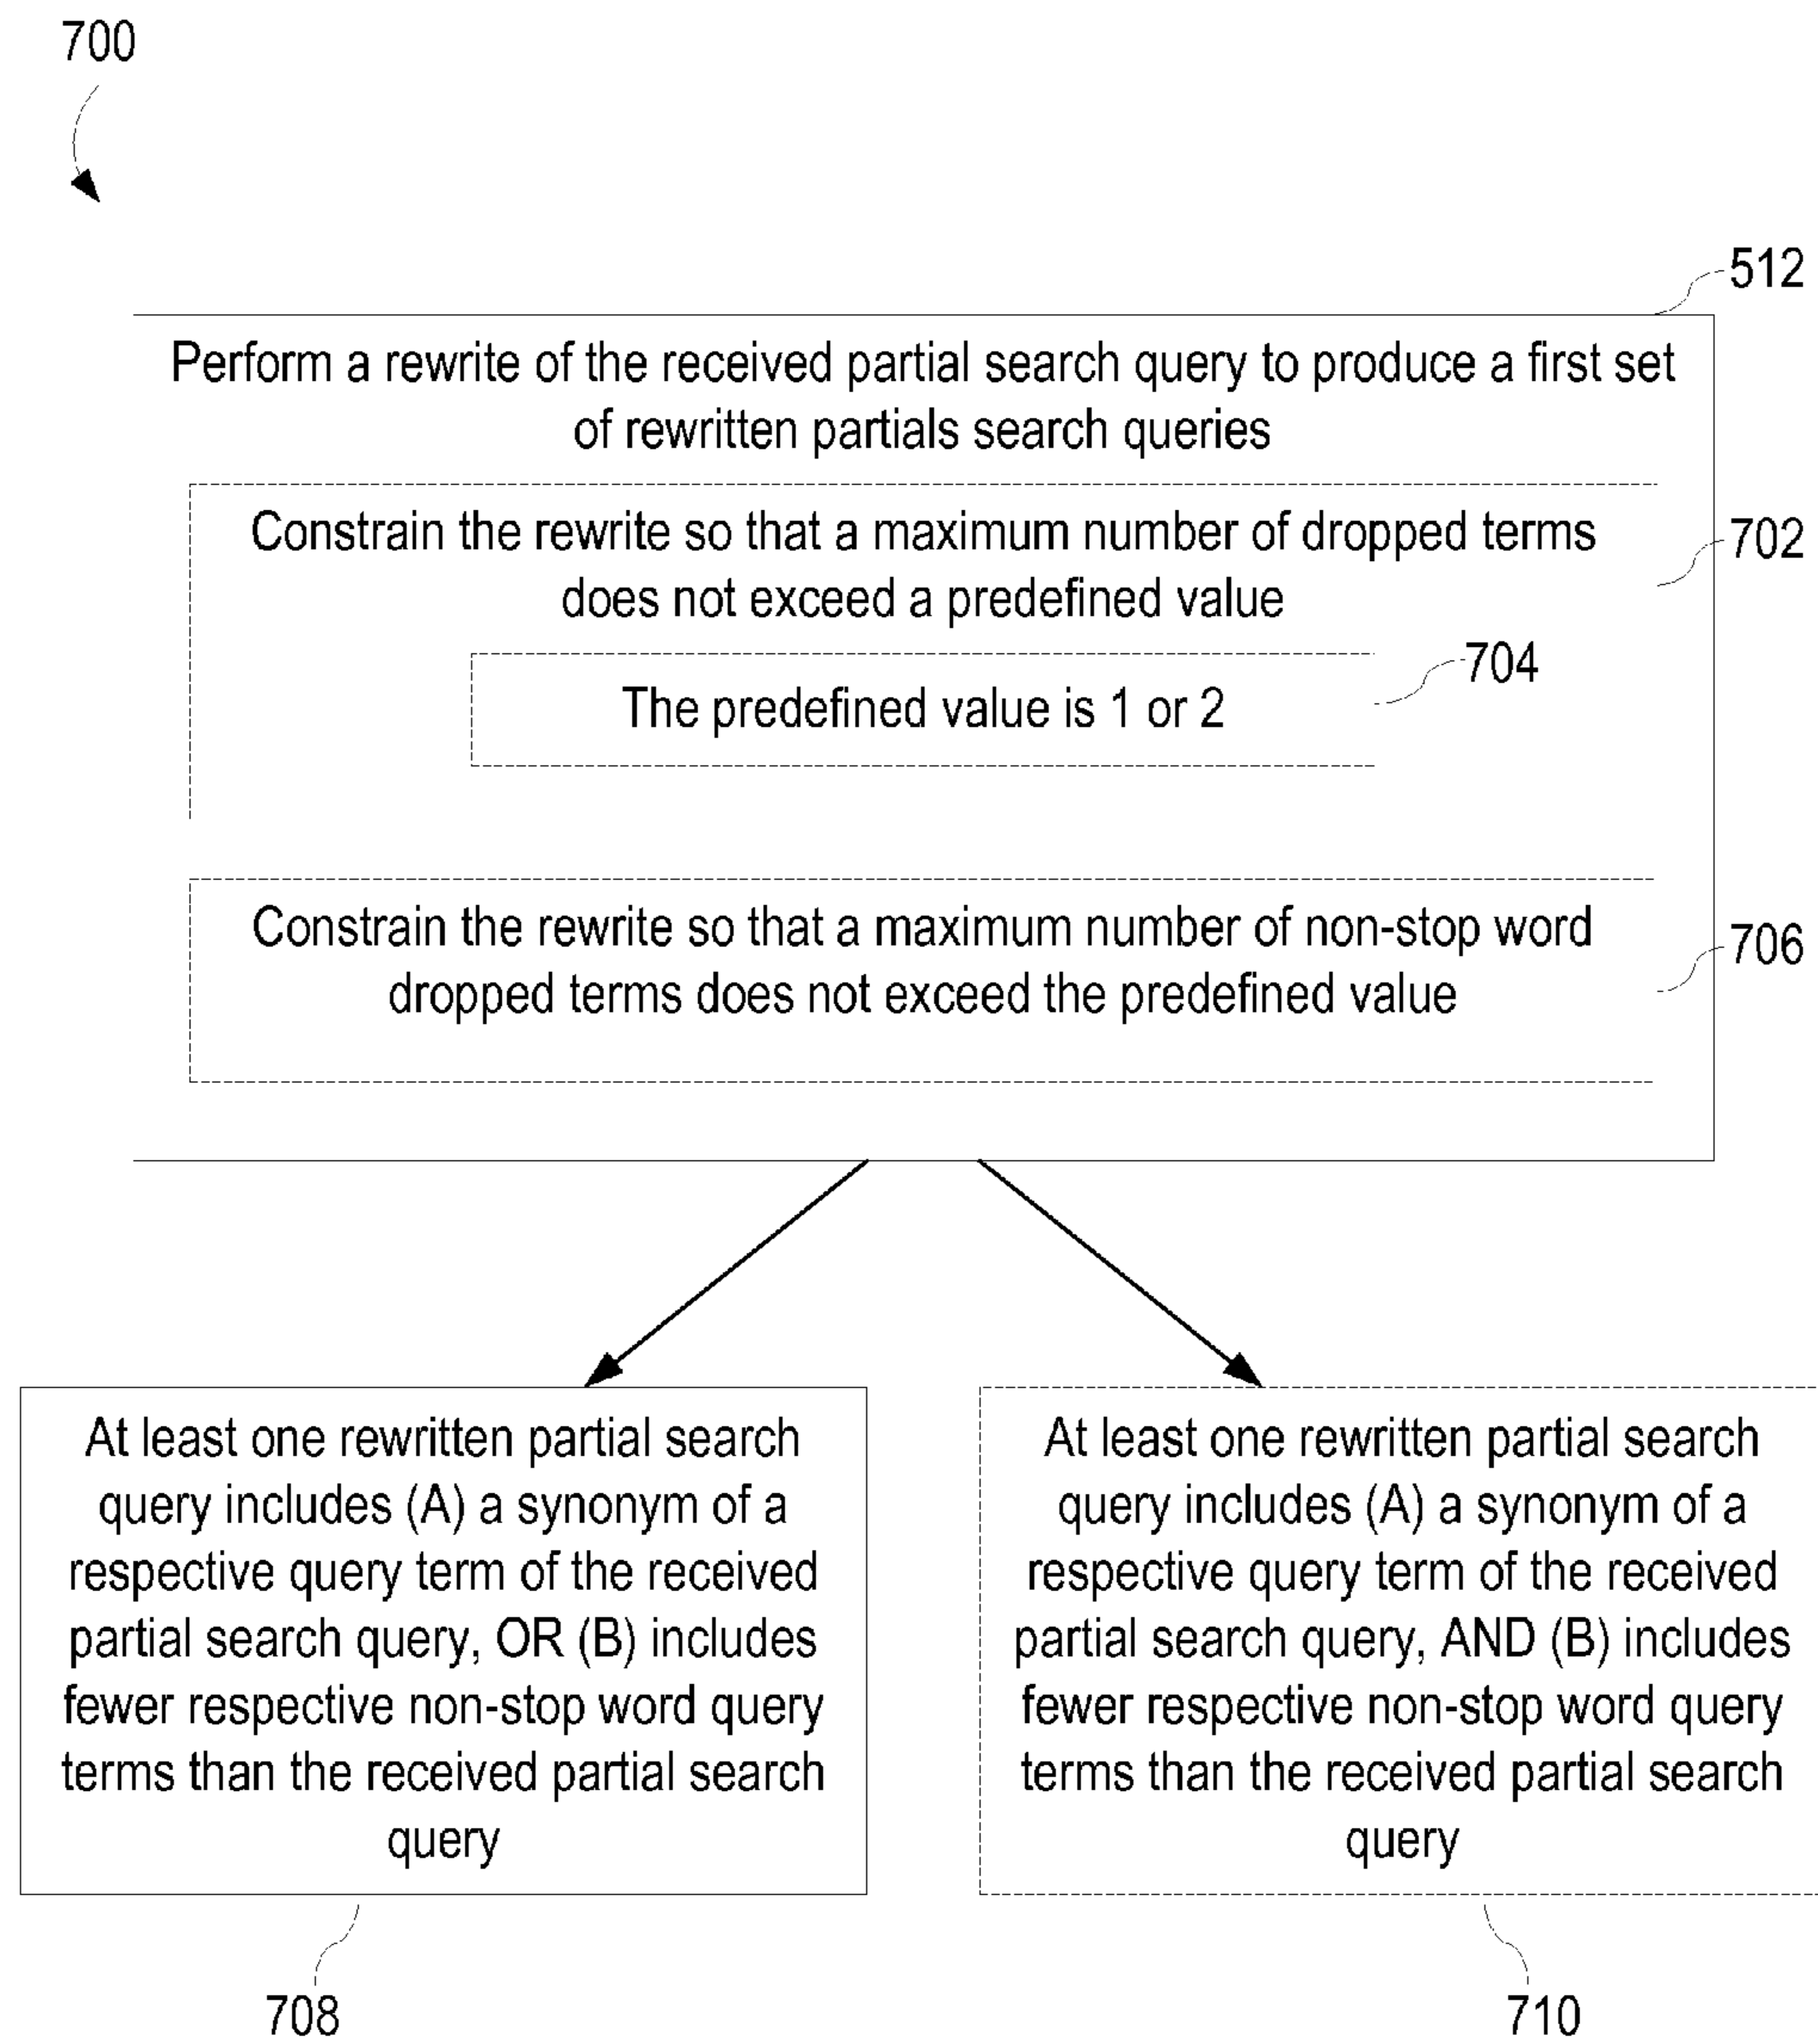 700
512
Perform a rewrite of the received partial search query to produce a first set
of rewritten partials search queries
Constrain the rewrite so that a maximum number of dropped terms
does not exceed a predefined value
702
704
The predefined value is 1 or 2
Constrain the rewrite so that a maximum number of non-stop word
dropped terms does not exceed the predefined value
706
At least one rewritten partial search
query includes (A) a synonym of a
respective query term of the received
partial search query, OR (B) includes
fewer respective non-stop word query
terms than the received partial search
query
708
At least one rewritten partial search
query includes (A) a synonym of a
respective query term of the received
partial search query, AND (B) includes
fewer respective non-stop word query
terms than the received partial search
query
710